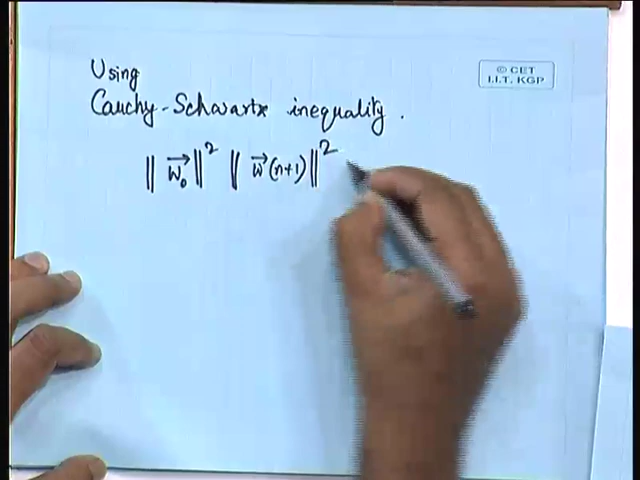 Using
© CET
I.I.T. KGP
Cauchy-Schwartz inequality.
‖ w⃗₀ ‖² ‖ w⃗(n+1) ‖²